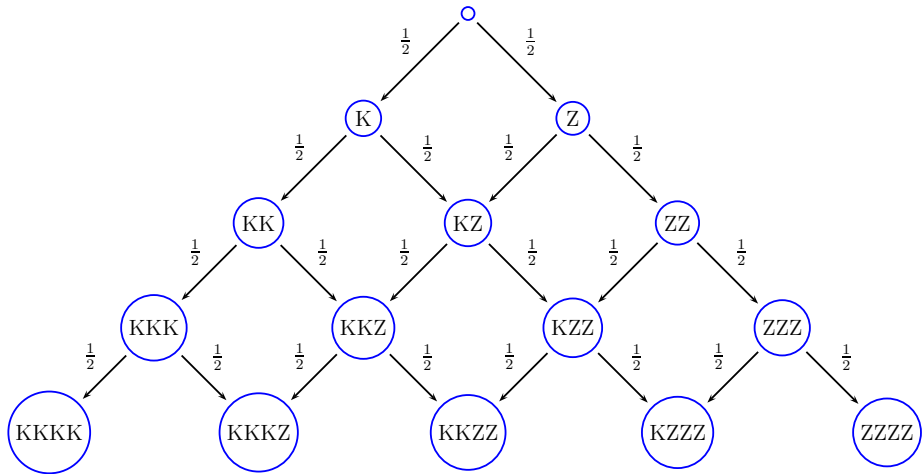 1/2 1/2
K Z
1/2 1/2 1/2 1/2
KK KZ ZZ
1/2 1/2 1/2 1/2 1/2 1/2
KKK KKZ KZZ ZZZ
1/2 1/2 1/2 1/2 1/2 1/2 1/2 1/2
KKKK KKKZ KKZZ KZZZ ZZZZ